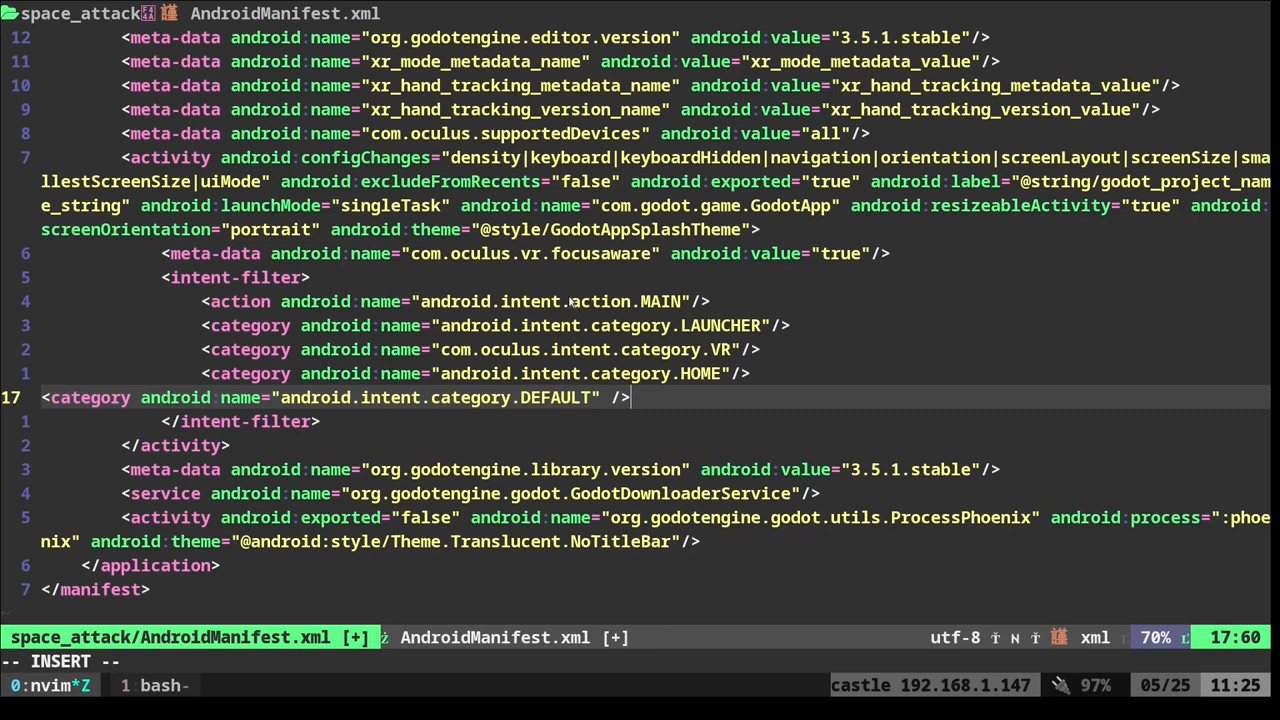 space_attack 謹 AndroidManifest.xml
12 <meta-data android:name="org.godotengine.editor.version" android:value="3.5.1.stable"/>
11 <meta-data android:name="xr_mode_metadata_name" android:value="xr_mode_metadata_value"/>
10 <meta-data android:name="xr_hand_tracking_metadata_name" android:value="xr_hand_tracking_metadata_value"/>
9 <meta-data android:name="xr_hand_tracking_version_name" android:value="xr_hand_tracking_version_value"/>
8 <meta-data android:name="com.oculus.supportedDevices" android:value="all"/>
7 <activity android:configChanges="density|keyboard|keyboardHidden|navigation|orientation|screenLayout|screenSize|sma
llestScreenSize|uiMode" android:excludeFromRecents="false" android:exported="true" android:label="@string/godot_project_nam
e_string" android:launchMode="singleTask" android:name="com.godot.game.GodotApp" android:resizeableActivity="true" android:
screenOrientation="portrait" android:theme="@style/GodotAppSplashTheme">
6 <meta-data android:name="com.oculus.vr.focusaware" android:value="true"/>
5 <intent-filter>
4 <action android:name="android.intent.action.MAIN"/>
3 <category android:name="android.intent.category.LAUNCHER"/>
2 <category android:name="com.oculus.intent.category.VR"/>
1 <category android:name="android.intent.category.HOME"/>
17 <category android:name="android.intent.category.DEFAULT" />
1 </intent-filter>
2 </activity>
3 <meta-data android:name="org.godotengine.library.version" android:value="3.5.1.stable"/>
4 <service android:name="org.godotengine.godot.GodotDownloaderService"/>
5 <activity android:exported="false" android:name="org.godotengine.godot.utils.ProcessPhoenix" android:process=":phoe
nix" android:theme="@android:style/Theme.Translucent.NoTitleBar"/>
6 </application>
7 </manifest>
~
space_attack/AndroidManifest.xml [+] AndroidManifest.xml [+] utf-8 謹 xml 70% 17:60
-- INSERT --
0:nvim*Z 1:bash- castle 192.168.1.147 97% 05/25 11:25